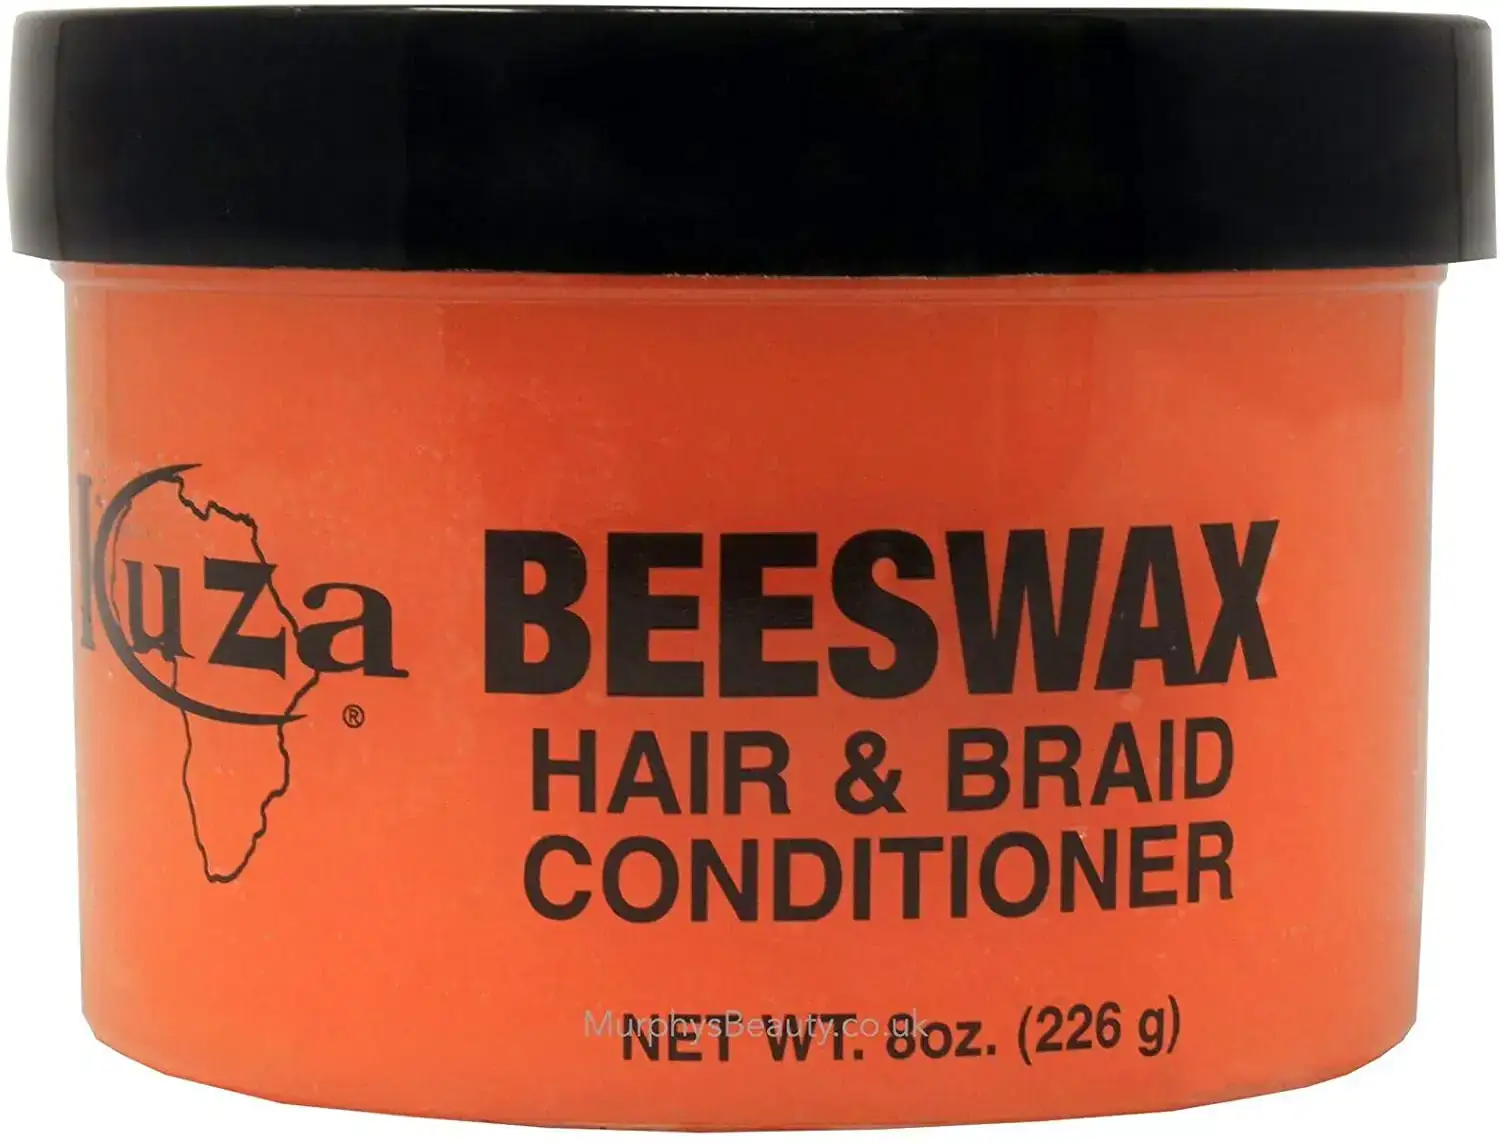 Kuza
®
BEESWAX
HAIR & BRAID
CONDITIONER
NET WT. 8oz. (226 g)
MurphysBeauty.co.uk